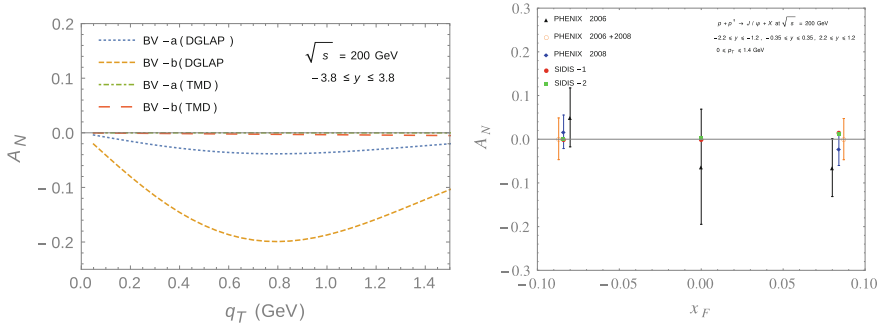 BV - a ( DGLAP )
BV - b ( DGLAP
BV - a ( TMD )
BV - b ( TMD )
√s = 200 GeV
- 3.8 ≤ y ≤ 3.8
0.2
0.1
0.0
- 0.1
- 0.2
A_N
0.0 0.2 0.4 0.6 0.8 1.0 1.2 1.4
q_T (GeV)
PHENIX 2006
PHENIX 2006 +2008
PHENIX 2008
SIDIS - 1
SIDIS - 2
p + p↑ → J / ψ + X at √s = 200 GeV
-2.2 ≤ y ≤ -1.2 , -0.35 ≤ y ≤ 0.35, 2.2 ≤ y ≤ 1.2
0 ≤ p_T ≤ 1.4 GeV
0.3
0.2
0.1
0.0
-0.1
-0.2
-0.3
A_N
-0.10 -0.05 0.00 0.05 0.10
x_F